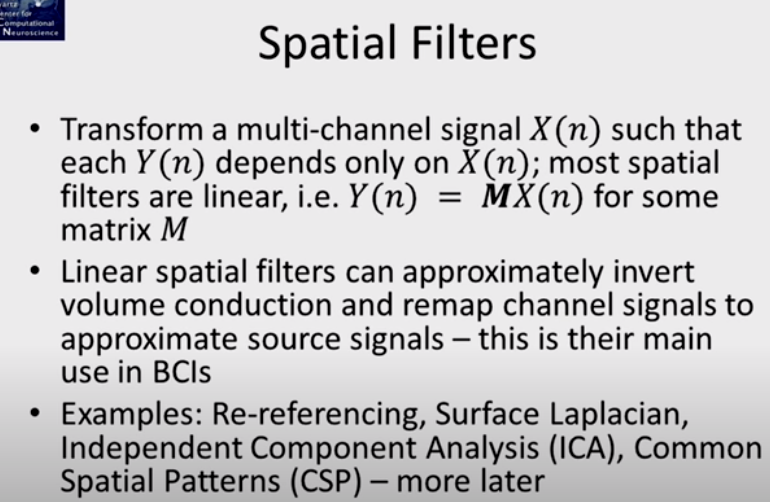 enter for
Computational
Neuroscience
Spatial Filters
• Transform a multi-channel signal X(n) such that
each Y(n) depends only on X(n); most spatial
filters are linear, i.e. Y(n) = MX(n) for some
matrix M
• Linear spatial filters can approximately invert
volume conduction and remap channel signals to
approximate source signals – this is their main
use in BCIs
• Examples: Re-referencing, Surface Laplacian,
Independent Component Analysis (ICA), Common
Spatial Patterns (CSP) – more later